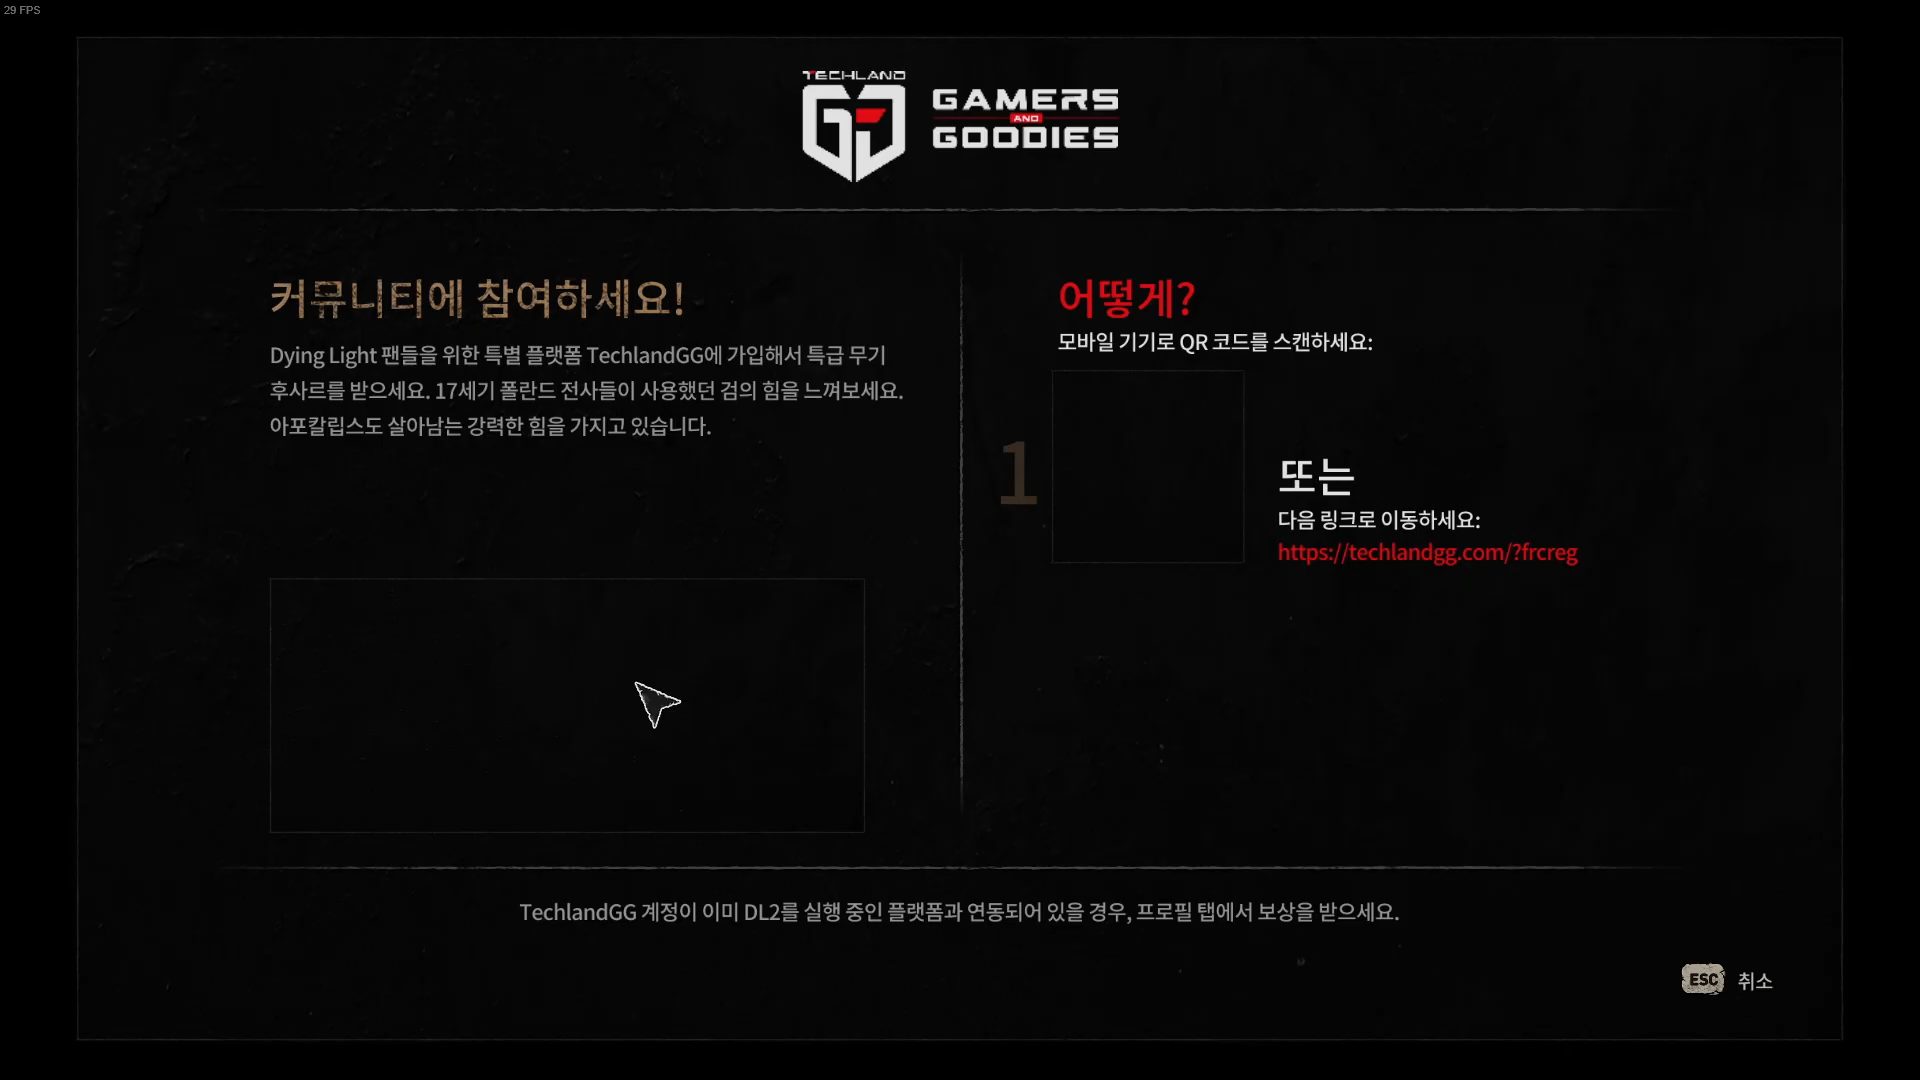 29 FPS
TECHLAND
GAMERS
AND
GOODIES
커뮤니티에 참여하세요!
Dying Light 팬들을 위한 특별 플랫폼 TechlandGG에 가입해서 특급 무기
후사르를 받으세요. 17세기 폴란드 전사들이 사용했던 검의 힘을 느껴보세요.
아포칼립스도 살아남는 강력한 힘을 가지고 있습니다.
어떻게?
모바일 기기로 QR 코드를 스캔하세요:
1
또는
다음 링크로 이동하세요:
https://techlandgg.com/?frcreg
TechlandGG 계정이 이미 DL2를 실행 중인 플랫폼과 연동되어 있을 경우, 프로필 탭에서 보상을 받으세요.
ESC 취소